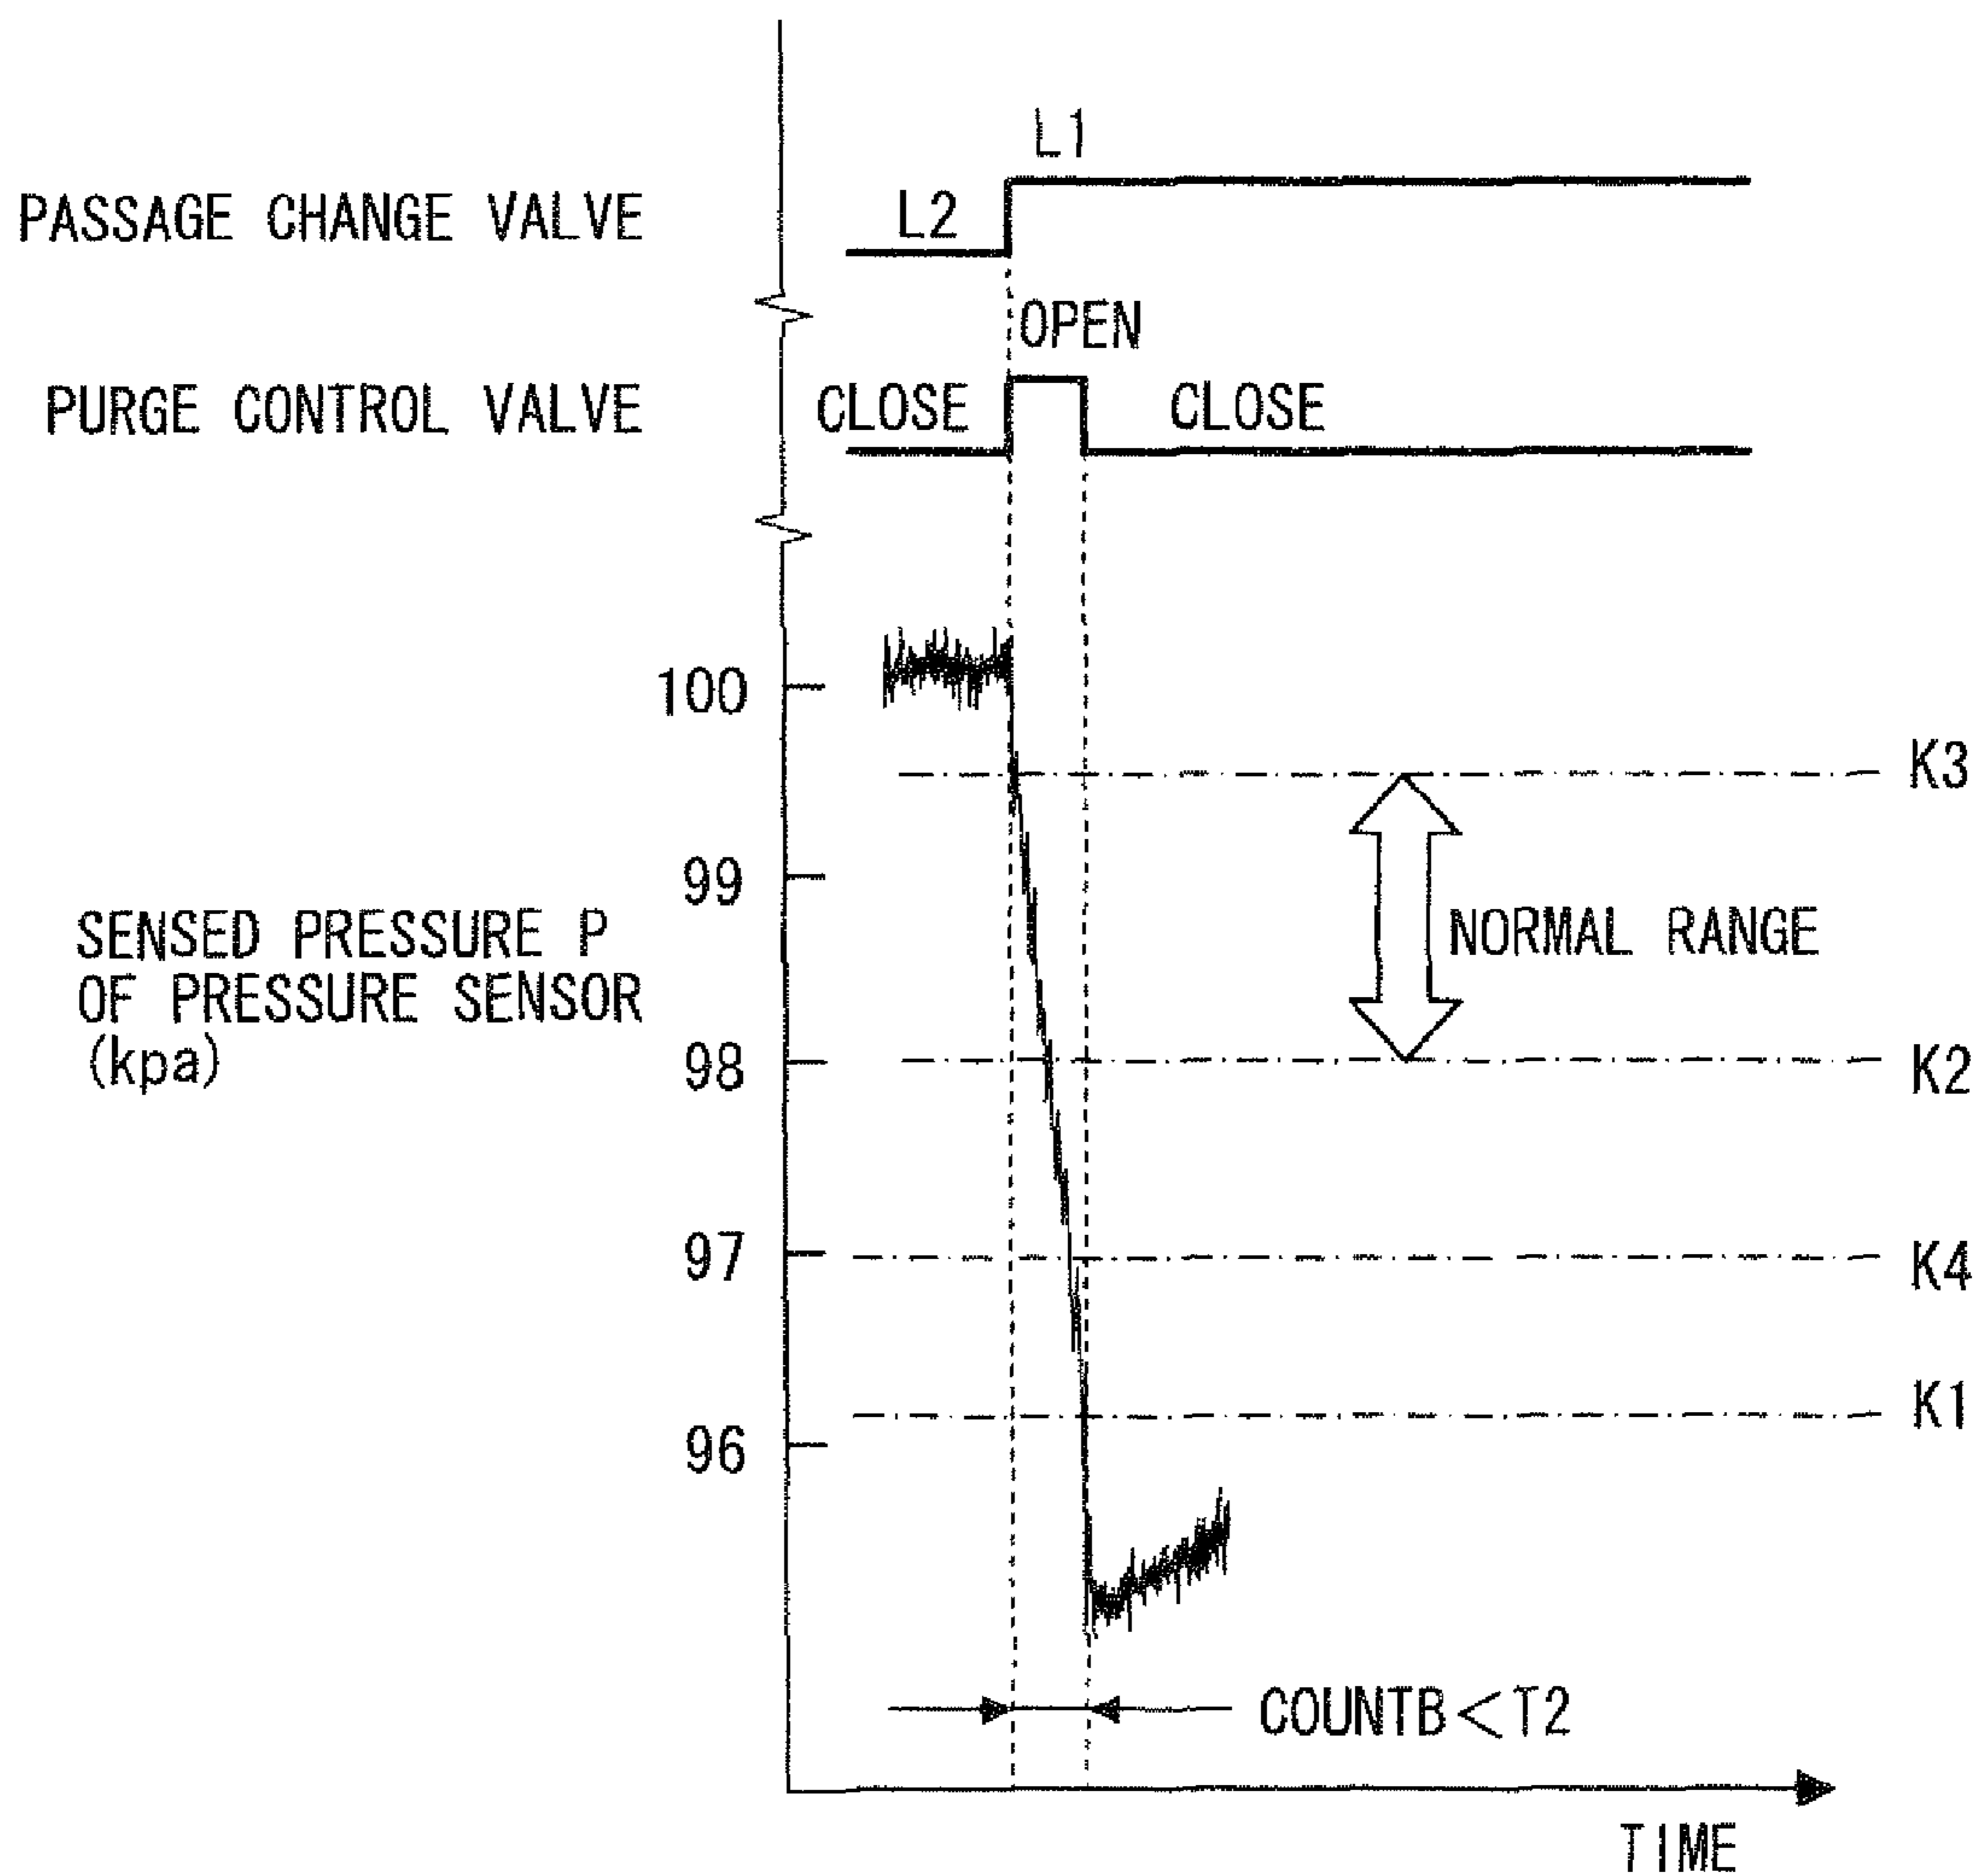 L1
PASSAGE CHANGE VALVE
L2
OPEN
PURGE CONTROL VALVE
CLOSE
CLOSE
100
K3
99
SENSED PRESSURE P
OF PRESSURE SENSOR
(kpa)
NORMAL RANGE
98
K2
97
K4
K1
96
COUNTB<T2
TIME